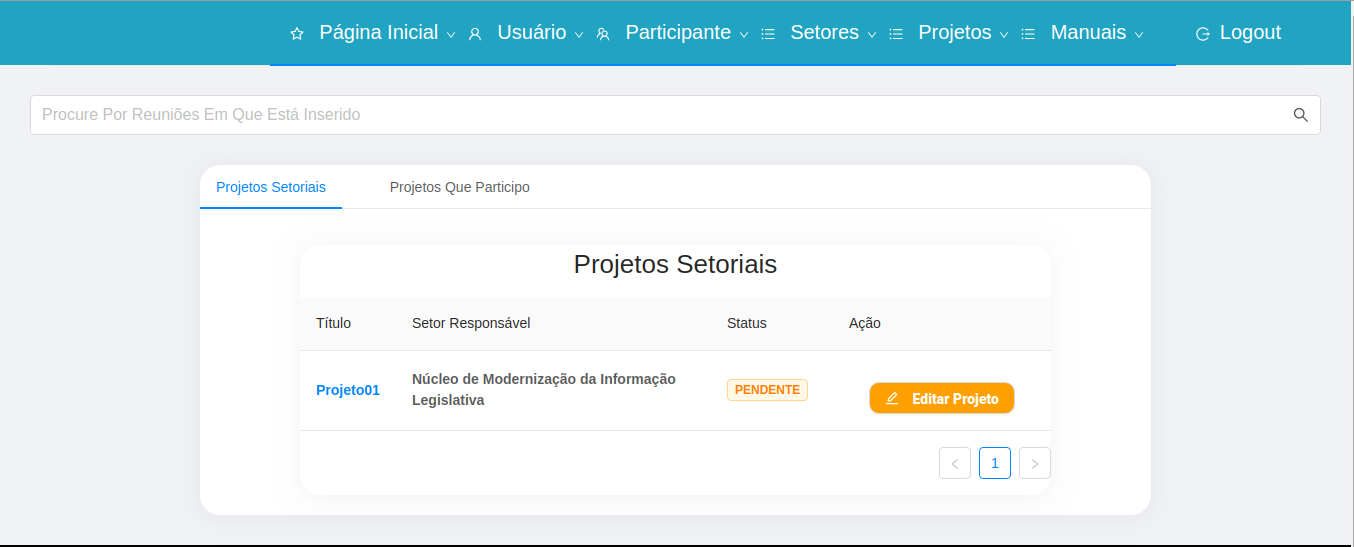 Página Inicial Usuário Participante Setores Projetos Manuais Logout
Procure Por Reuniões Em Que Está Inserido
Projetos Setoriais Projetos Que Participo
Projetos Setoriais
Título Setor Responsável Status Ação
Projeto01 Núcleo de Modernização da Informação
Legislativa PENDENTE Editar Projeto
1